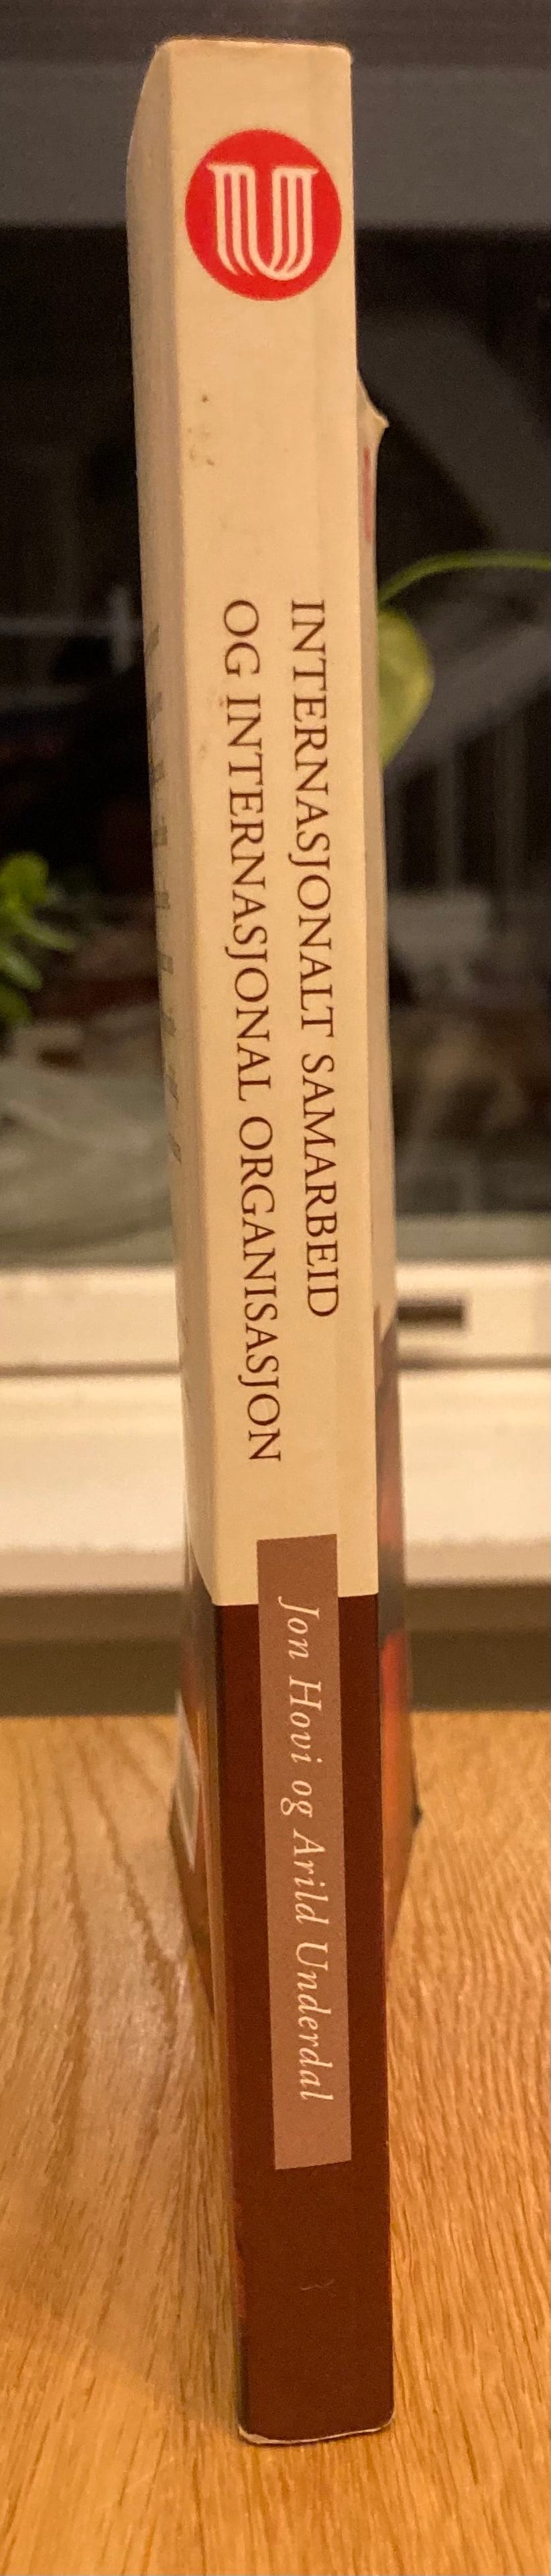 U
INTERNASJONALT SAMARBEID
OG INTERNASJONAL ORGANISASJON
Jon Hovi og Arild Underdal